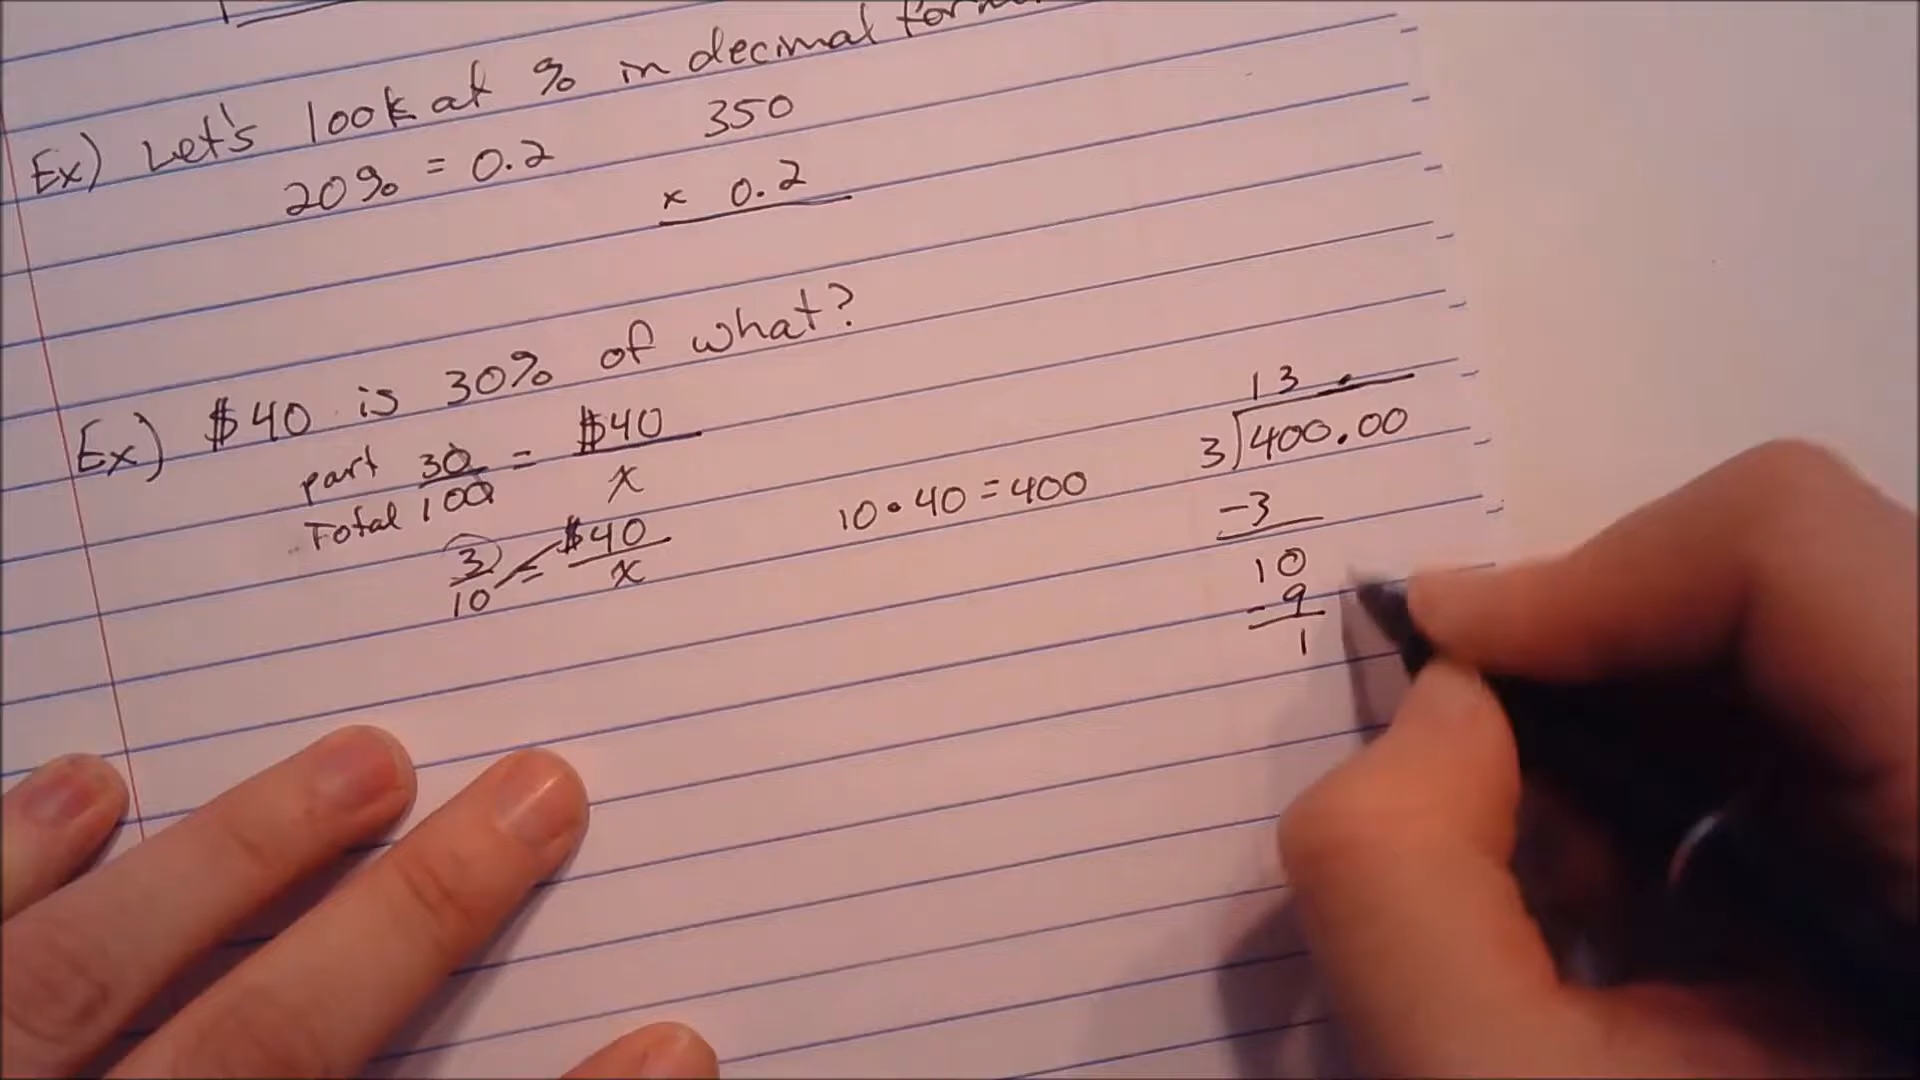 Ex) Let's look at % in decimal form
20% = 0.2
350
x 0.2
Ex) $40 is 30% of what?
part 30 = $40
Total 100 x
3 = $40
10 x
10 • 40 = 400
13 .
3)400.00
-3
10
- 9
1